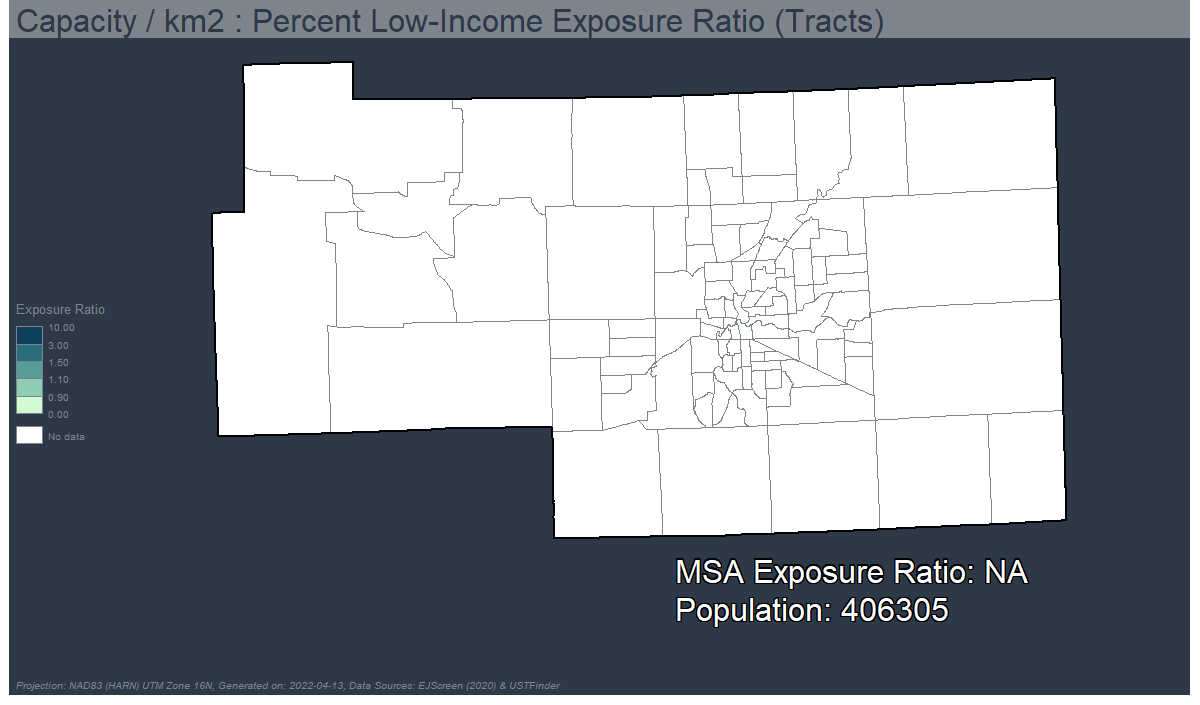 Capacity / km2 : Percent Low-Income Exposure Ratio (Tracts)
Exposure Ratio
10.00
3.00
1.50
1.10
0.90
0.00
No data
MSA Exposure Ratio: NA
Population: 406305
Projection: NAD83 (HARN) UTM Zone 16N, Generated on: 2022-04-13, Data Sources: EJScreen (2020) & USTFinder